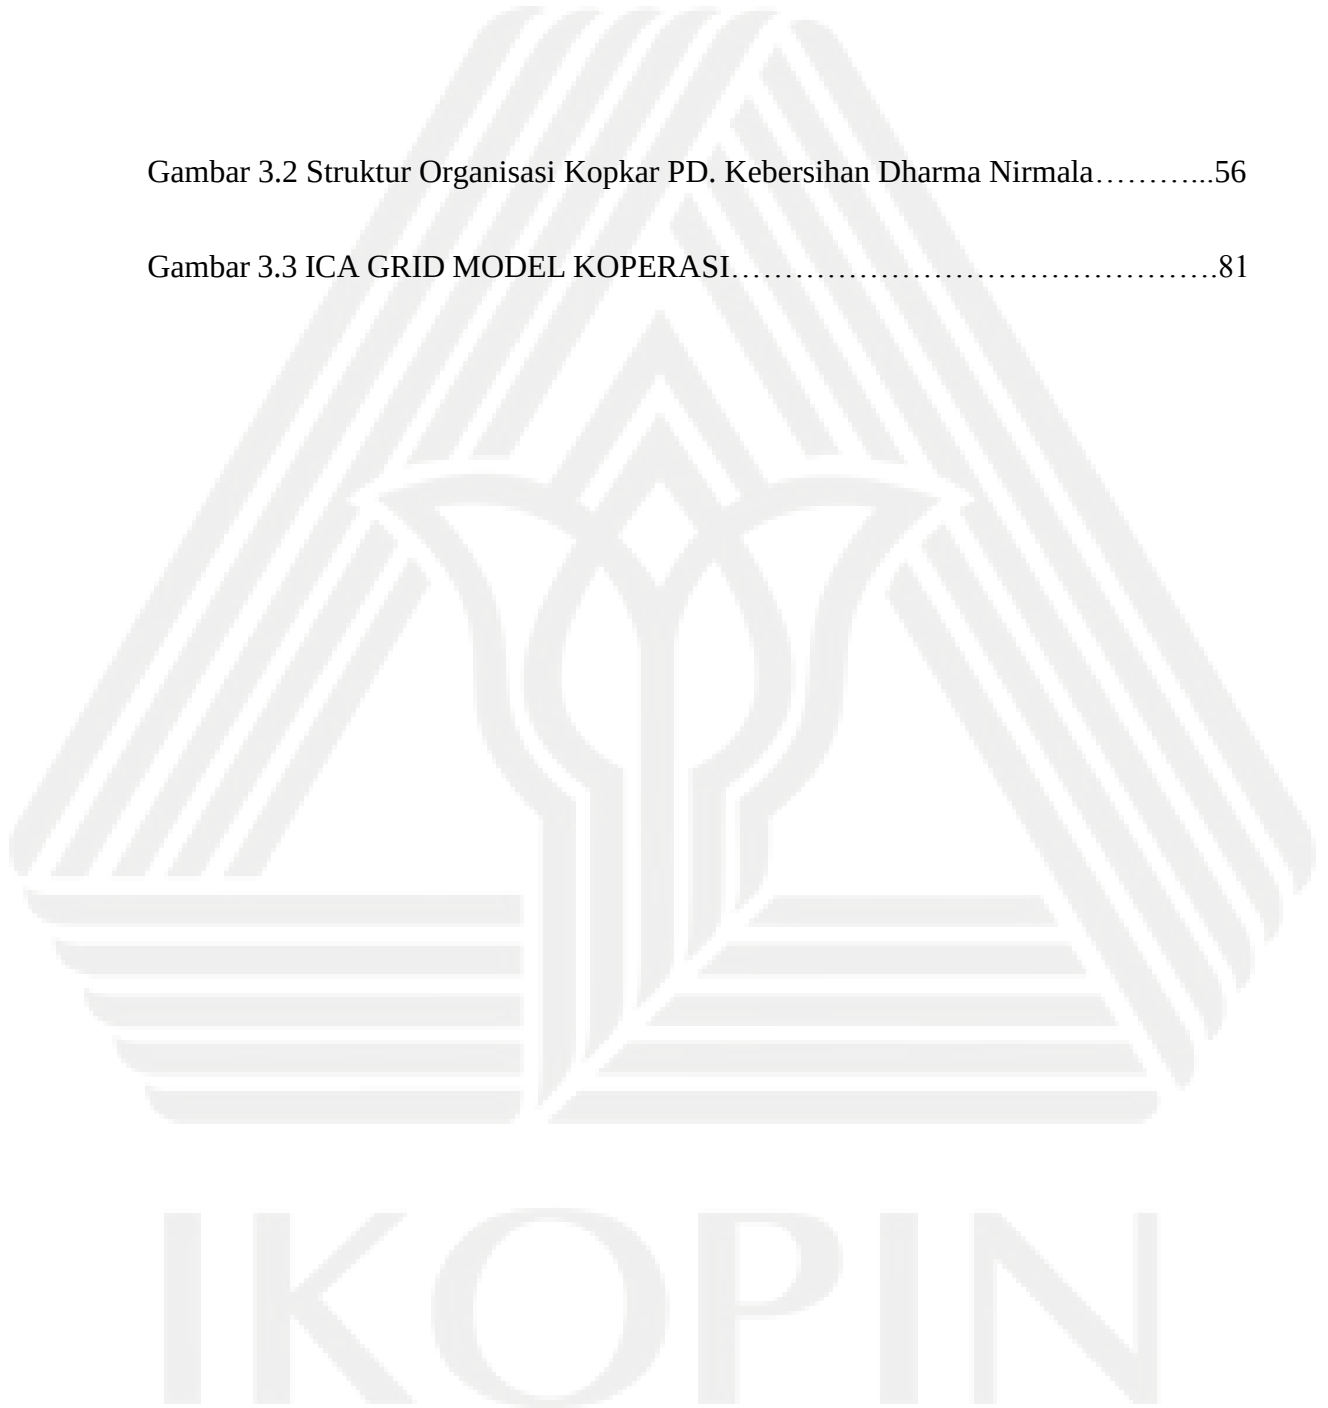 Gambar 3.2 Struktur Organisasi Kopkar PD. Kebersihan Dharma Nirmala………...56
Gambar 3.3 ICA GRID MODEL KOPERASI……………………………………………….81
IKOPIN